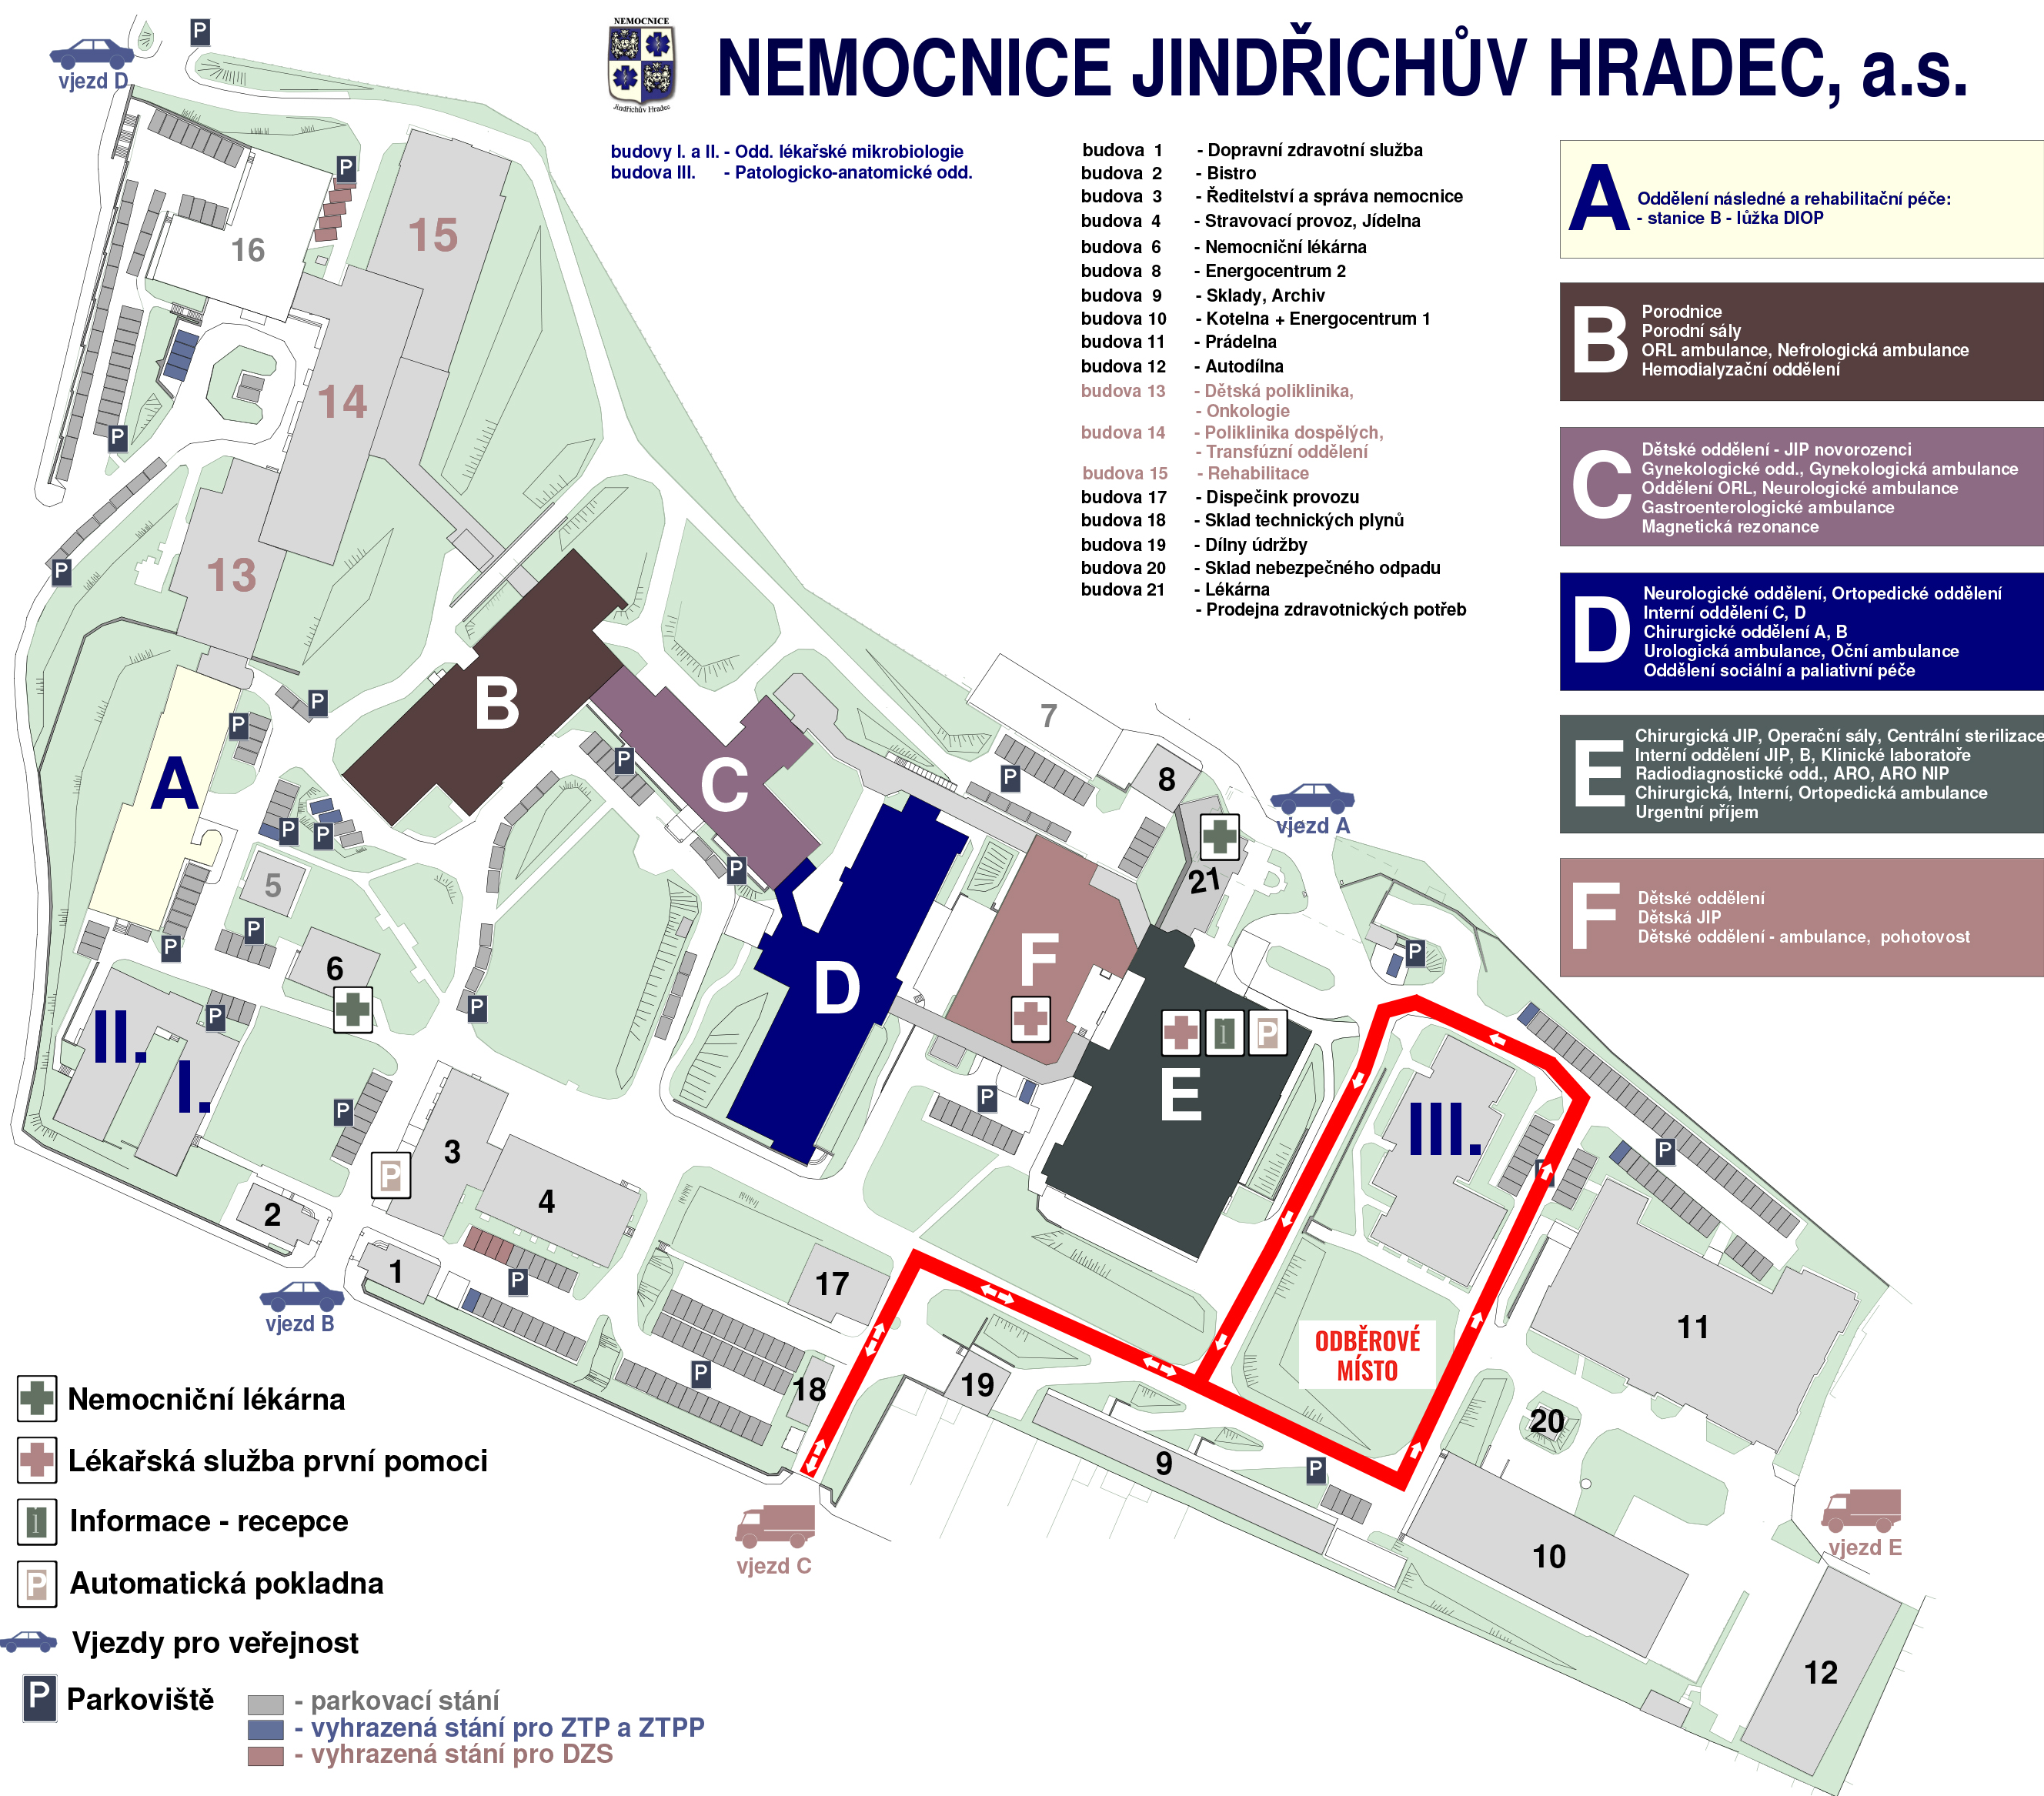 NEMOCNICE
Jindřichův Hradec
NEMOCNICE JINDŘICHŮV HRADEC, a.s.
budovy I. a II. - Odd. lékařské mikrobiologie
budova III. - Patologicko-anatomické odd.
budova 1 - Dopravní zdravotní služba
budova 2 - Bistro
budova 3 - Ředitelství a správa nemocnice
budova 4 - Stravovací provoz, Jídelna
budova 6 - Nemocniční lékárna
budova 8 - Energocentrum 2
budova 9 - Sklady, Archiv
budova 10 - Kotelna + Energocentrum 1
budova 11 - Prádelna
budova 12 - Autodílna
budova 13 - Dětská poliklinika,
- Onkologie
budova 14 - Poliklinika dospělých,
- Transfúzní oddělení
budova 15 - Rehabilitace
budova 17 - Dispečink provozu
budova 18 - Sklad technických plynů
budova 19 - Dílny údržby
budova 20 - Sklad nebezpečného odpadu
budova 21 - Lékárna
- Prodejna zdravotnických potřeb
A
Oddělení následné a rehabilitační péče:
- stanice B - lůžka DIOP
B
Porodnice
Porodní sály
ORL ambulance, Nefrologická ambulance
Hemodialyzační oddělení
C
Dětské oddělení - JIP novorozenci
Gynekologické odd., Gynekologická ambulance
Oddělení ORL, Neurologické ambulance
Gastroenterologické ambulance
Magnetická rezonance
D
Neurologické oddělení, Ortopedické oddělení
Interní oddělení C, D
Chirurgické oddělení A, B
Urologická ambulance, Oční ambulance
Oddělení sociální a paliativní péče
E
Chirurgická JIP, Operační sály, Centrální sterilizace
Interní oddělení JIP, B, Klinické laboratoře
Radiodiagnostické odd., ARO, ARO NIP
Chirurgická, Interní, Ortopedická ambulance
Urgentní příjem
F
Dětské oddělení
Dětská JIP
Dětské oddělení - ambulance, pohotovost
vjezd D
P
P
16
15
14
P
13
P
B
P
P
A
C
P
7
P
8
vjezd A
P
P
P
21
5
P
P
6
D
F
P
P
II.
I.
P
P
E
P
III.
P
P
P
3
4
P
2
1
P
17
vjezd B
P
18
19
ODBĚROVÉ
MÍSTO
11
20
9
P
10
12
vjezd C
vjezd E
Nemocniční lékárna
Lékařská služba první pomoci
Informace - recepce
P Automatická pokladna
Vjezdy pro veřejnost
P Parkoviště
- parkovací stání
- vyhrazená stání pro ZTP a ZTPP
- vyhrazená stání pro DZS